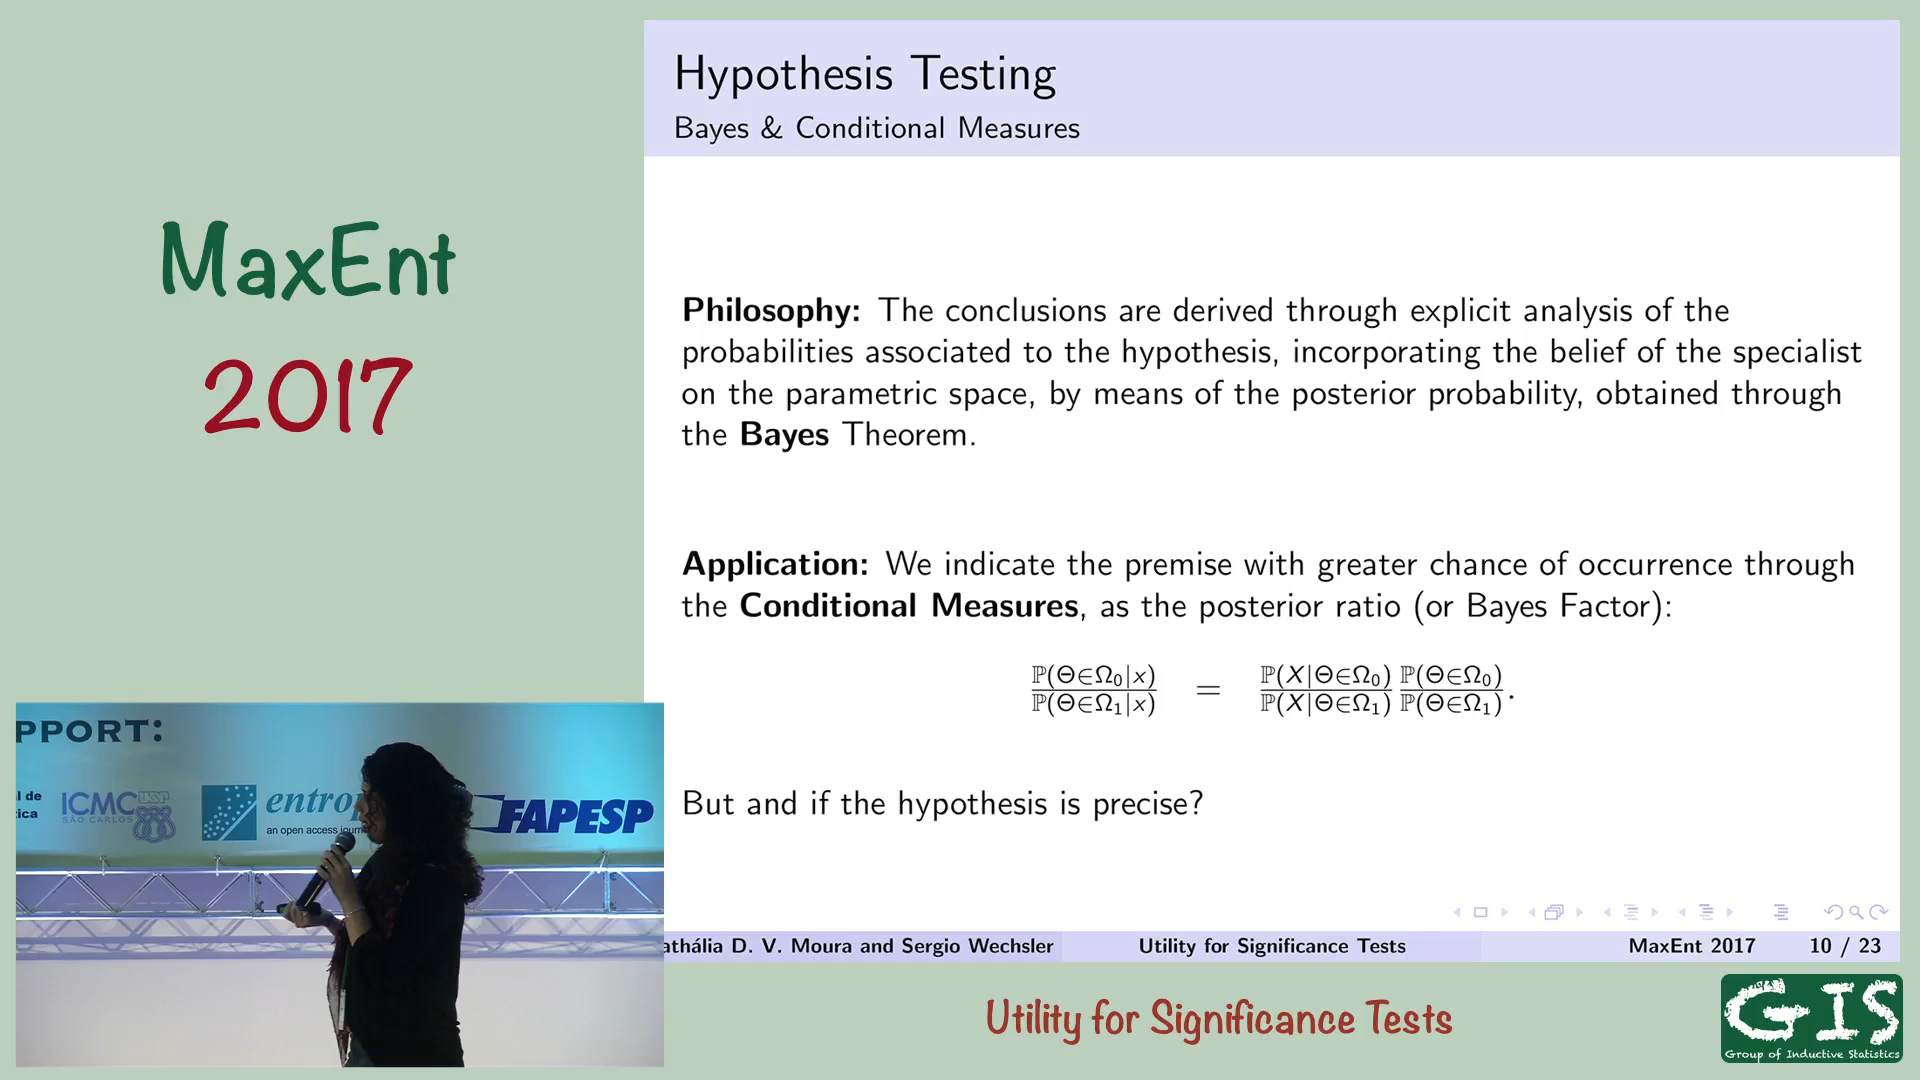 MaxEnt
2017
Hypothesis Testing
Bayes & Conditional Measures
Philosophy: The conclusions are derived through explicit analysis of the
probabilities associated to the hypothesis, incorporating the belief of the specialist
on the parametric space, by means of the posterior probability, obtained through
the Bayes Theorem.
Application: We indicate the premise with greater chance of occurrence through
the Conditional Measures, as the posterior ratio (or Bayes Factor):
ℙ(Θ∈Ω₀|x) / ℙ(Θ∈Ω₁|x) = ℙ(X|Θ∈Ω₀) / ℙ(X|Θ∈Ω₁) ℙ(Θ∈Ω₀) / ℙ(Θ∈Ω₁).
But and if the hypothesis is precise?
athália D. V. Moura and Sergio Wechsler Utility for Significance Tests MaxEnt 2017 10 / 23
PPORT:
l de
ica
ICMC USP
SÃO CARLOS
entro
an open access journ
FAPESP
Utility for Significance Tests
GIS
Group of Inductive Statistics